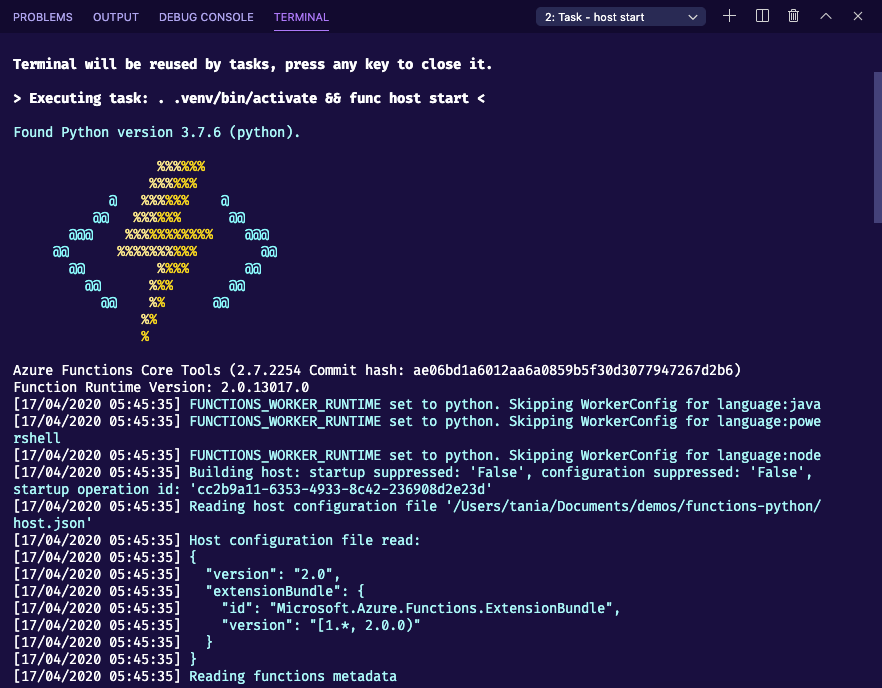 PROBLEMS OUTPUT DEBUG CONSOLE TERMINAL 2: Task - host start
Terminal will be reused by tasks, press any key to close it.
> Executing task: . .venv/bin/activate && func host start <
Found Python version 3.7.6 (python).
                  %%%%%%
                 %%%%%%
            @   %%%%%%    @
          @@   %%%%%%      @@
       @@@    %%%%%%%%%%%    @@@
     @@      %%%%%%%%%%        @@
       @@         %%%%       @@
         @@      %%%       @@
           @@    %%      @@
                %%
                %
Azure Functions Core Tools (2.7.2254 Commit hash: ae06bd1a6012aa6a0859b5f30d3077947267d2b6)
Function Runtime Version: 2.0.13017.0
[17/04/2020 05:45:35] FUNCTIONS_WORKER_RUNTIME set to python. Skipping WorkerConfig for language:java
[17/04/2020 05:45:35] FUNCTIONS_WORKER_RUNTIME set to python. Skipping WorkerConfig for language:powe
rshell
[17/04/2020 05:45:35] FUNCTIONS_WORKER_RUNTIME set to python. Skipping WorkerConfig for language:node
[17/04/2020 05:45:35] Building host: startup suppressed: 'False', configuration suppressed: 'False',
startup operation id: 'cc2b9a11-6353-4933-8c42-236908d2e23d'
[17/04/2020 05:45:35] Reading host configuration file '/Users/tania/Documents/demos/functions-python/
host.json'
[17/04/2020 05:45:35] Host configuration file read:
[17/04/2020 05:45:35] {
[17/04/2020 05:45:35]   "version": "2.0",
[17/04/2020 05:45:35]   "extensionBundle": {
[17/04/2020 05:45:35]     "id": "Microsoft.Azure.Functions.ExtensionBundle",
[17/04/2020 05:45:35]     "version": "[1.*, 2.0.0)"
[17/04/2020 05:45:35]   }
[17/04/2020 05:45:35] }
[17/04/2020 05:45:35] Reading functions metadata